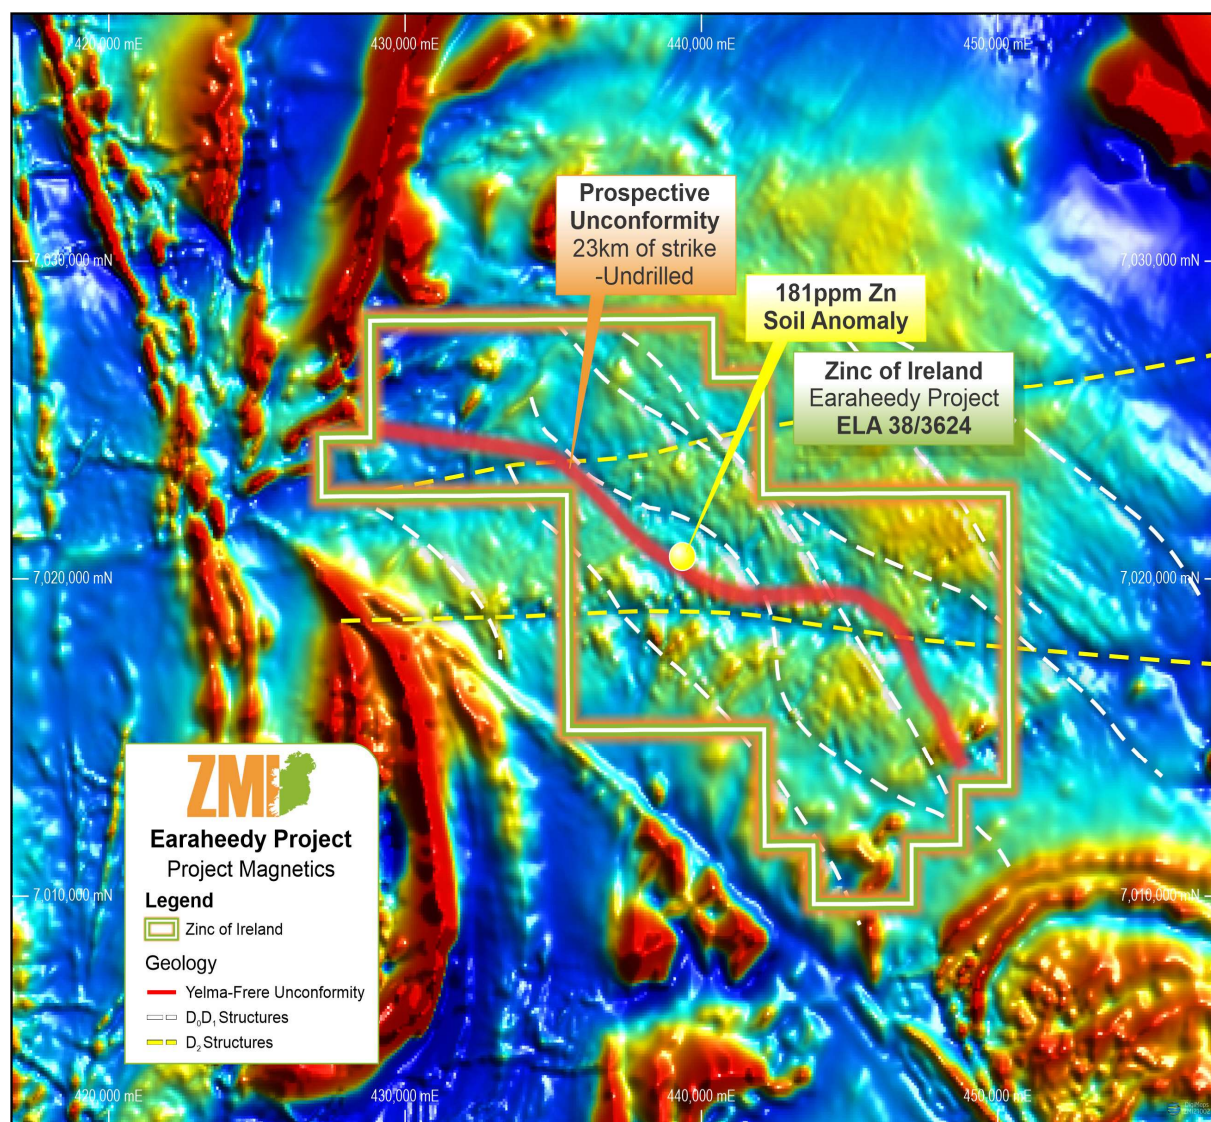 420,000 mE
430,000 mE
440,000 mE
450,000 mE
Prospective
Unconformity
23km of strike
-Undrilled
7,030,000 mN
7,030,000 mN
181ppm Zn
Soil Anomaly
Zinc of Ireland
Earaheedy Project
ELA 38/3624
7,020,000 mN
7,020,000 mN
ZMI
Earaheedy Project
Project Magnetics
Legend
Zinc of Ireland
Geology
Yelma-Frere Unconformity
D₀D₁ Structures
D₂ Structures
7,010,000 mN
7,010,000 mN
420,000 mE
430,000 mE
440,000 mE
450,000 mE